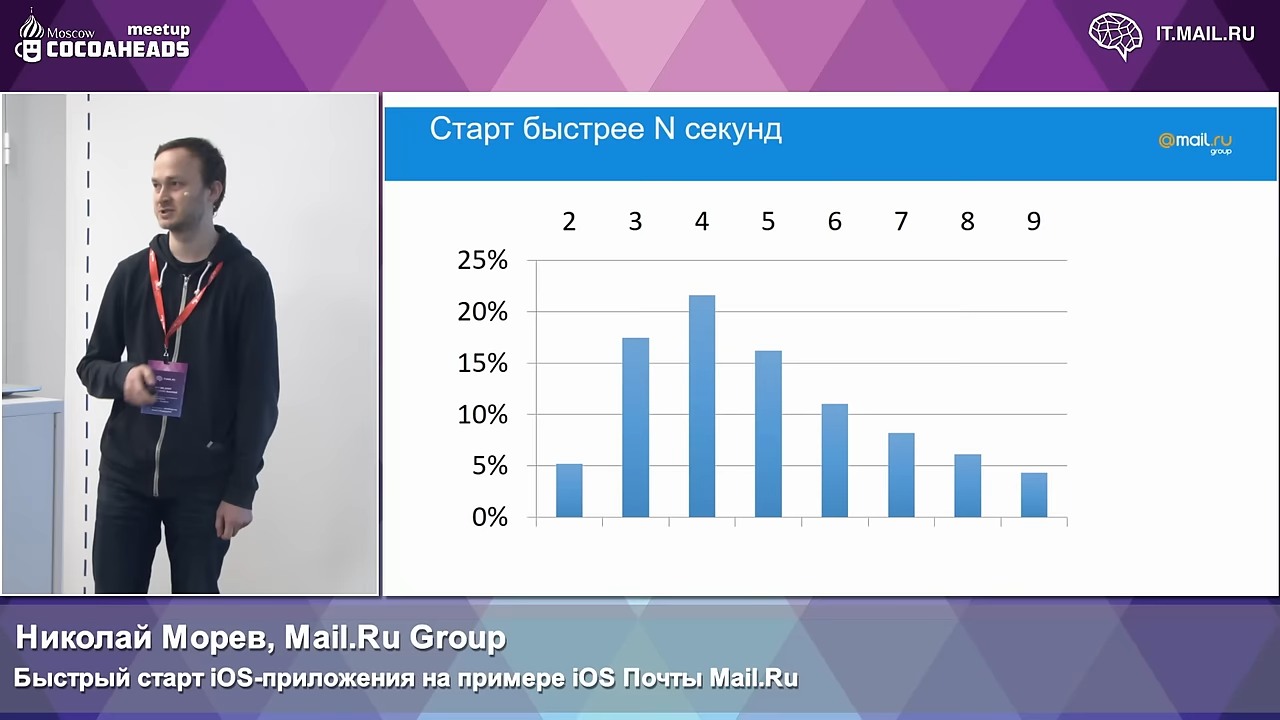 Moscow
meetup
COCOAHEADS
IT.MAIL.RU
Старт быстрее N секунд
@mail.ru
group
2 3 4 5 6 7 8 9
25%
20%
15%
10%
5%
0%
Николай Морев, Mail.Ru Group
Быстрый старт iOS-приложения на примере iOS Почты Mail.Ru